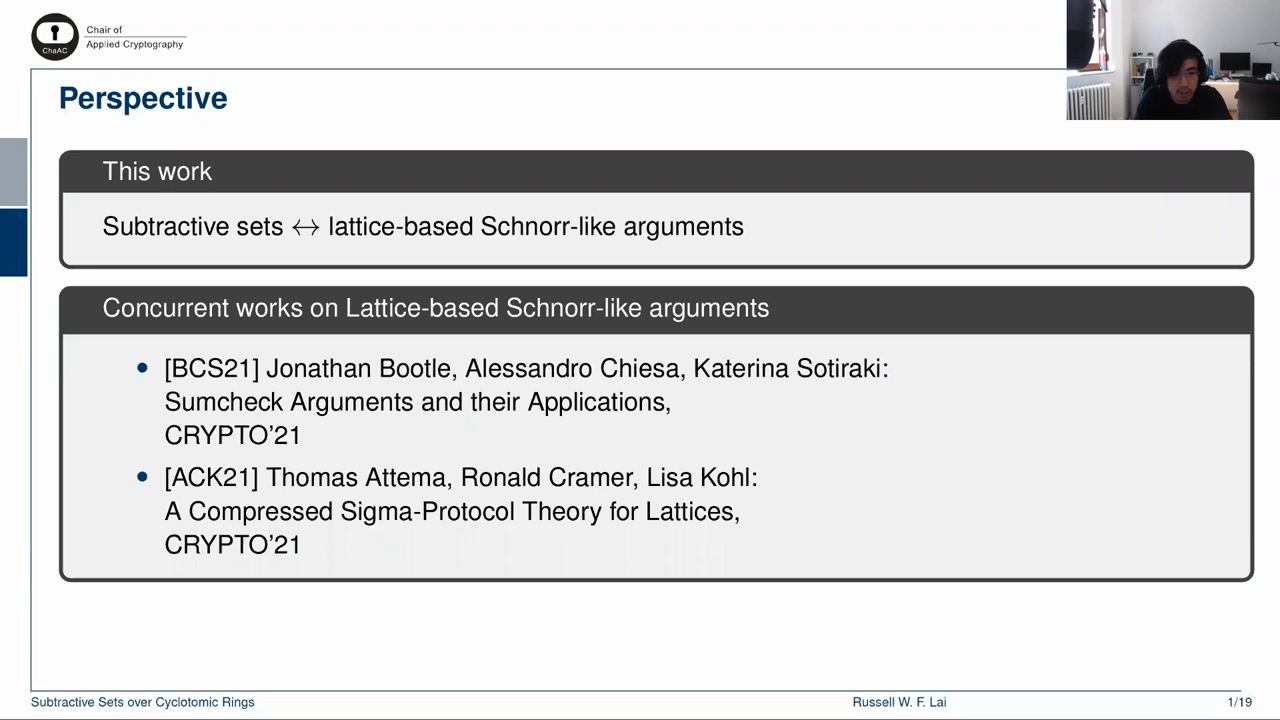 ChaAC
Chair of
Applied Cryptography
Perspective
This work
Subtractive sets ↔ lattice-based Schnorr-like arguments
Concurrent works on Lattice-based Schnorr-like arguments
• [BCS21] Jonathan Bootle, Alessandro Chiesa, Katerina Sotiraki:
Sumcheck Arguments and their Applications,
CRYPTO'21
• [ACK21] Thomas Attema, Ronald Cramer, Lisa Kohl:
A Compressed Sigma-Protocol Theory for Lattices,
CRYPTO'21
Subtractive Sets over Cyclotomic Rings
Russell W. F. Lai
1/19